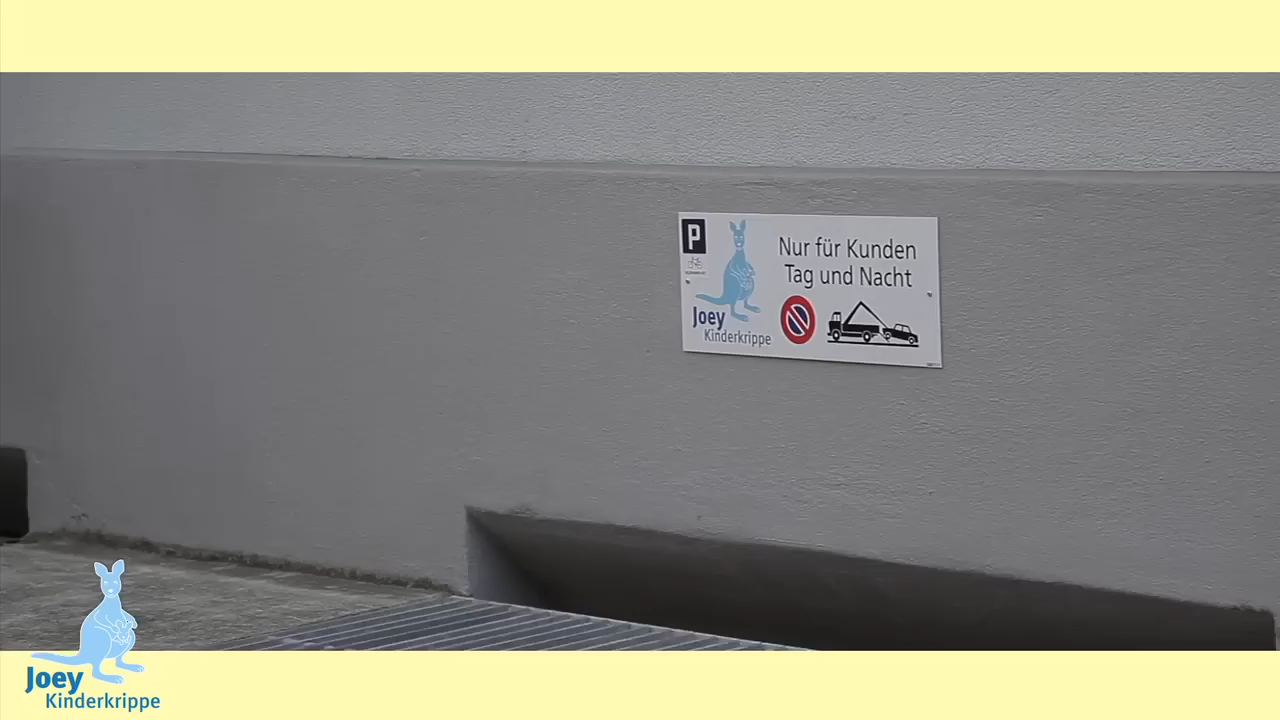 P
Nur für Kunden
Tag und Nacht
Joey
Kinderkrippe
Joey
Kinderkrippe